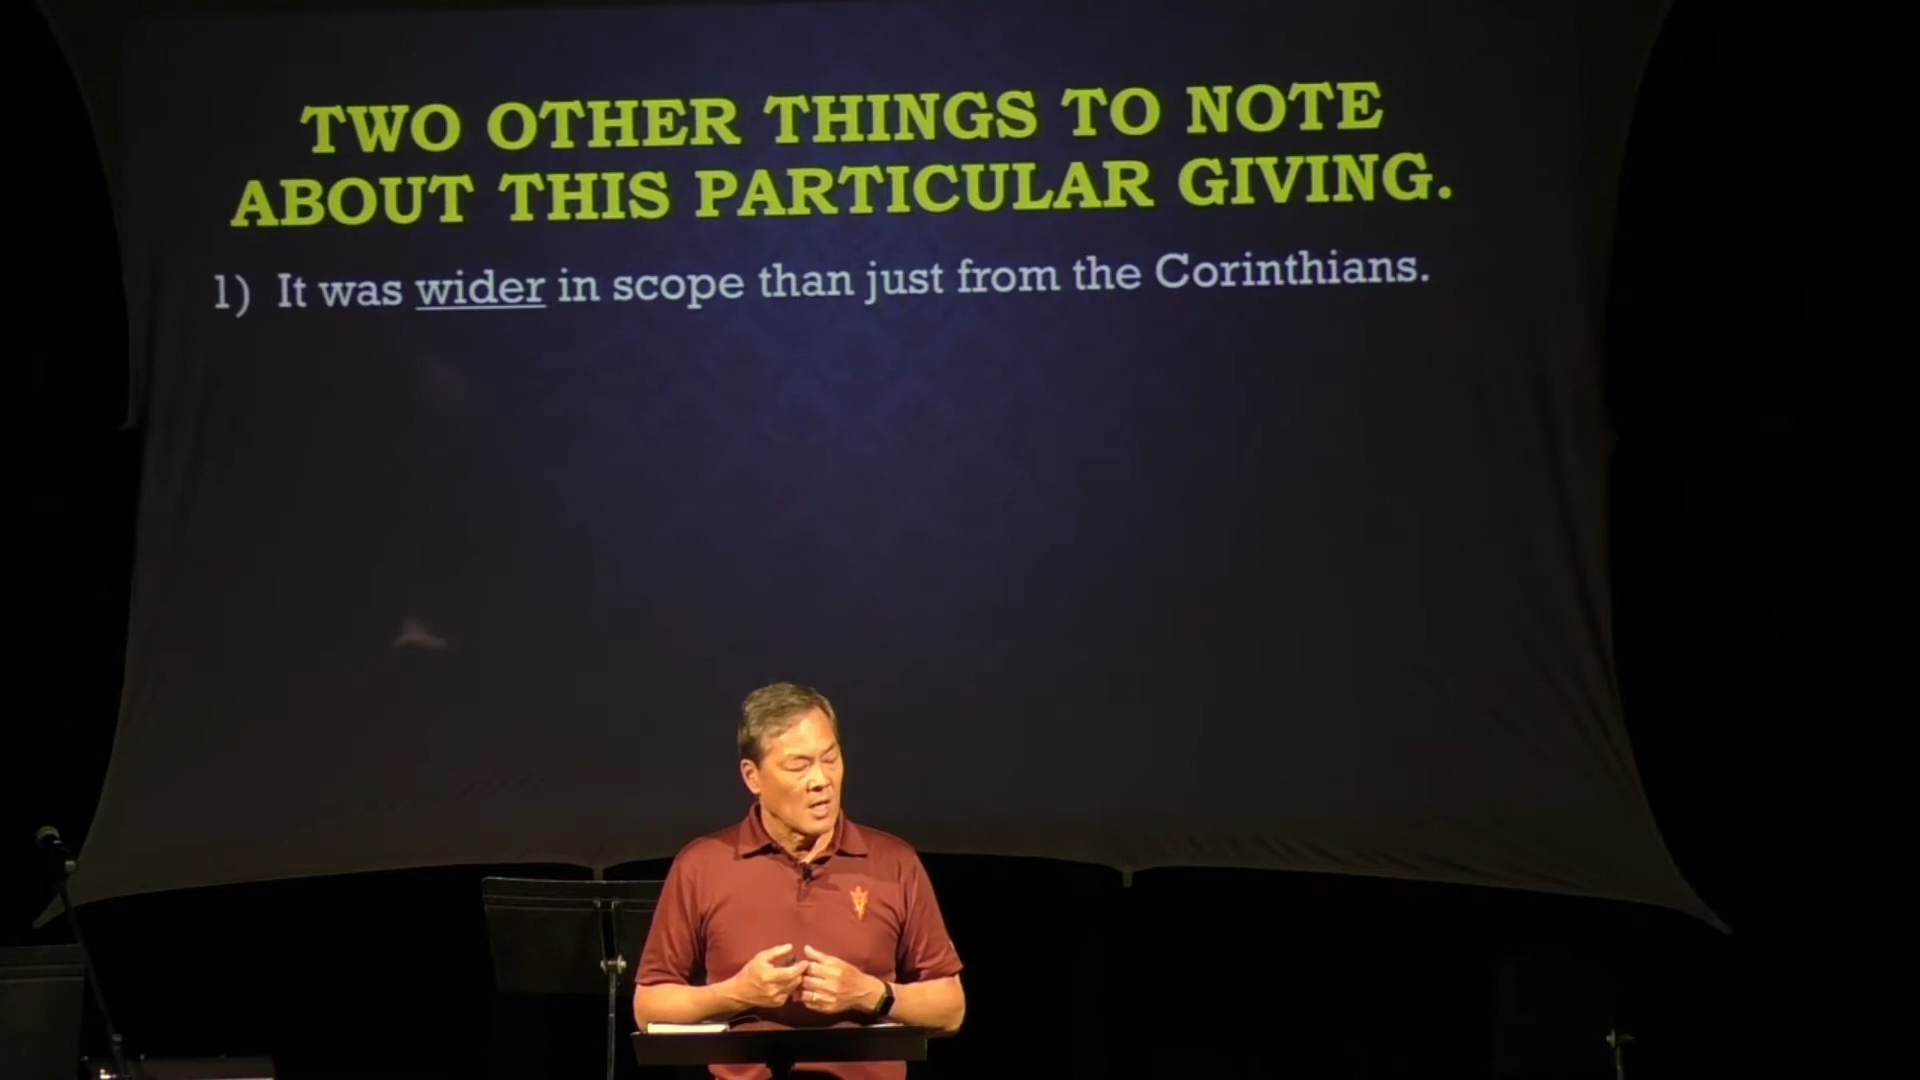 TWO OTHER THINGS TO NOTE
ABOUT THIS PARTICULAR GIVING.
1) It was wider in scope than just from the Corinthians.